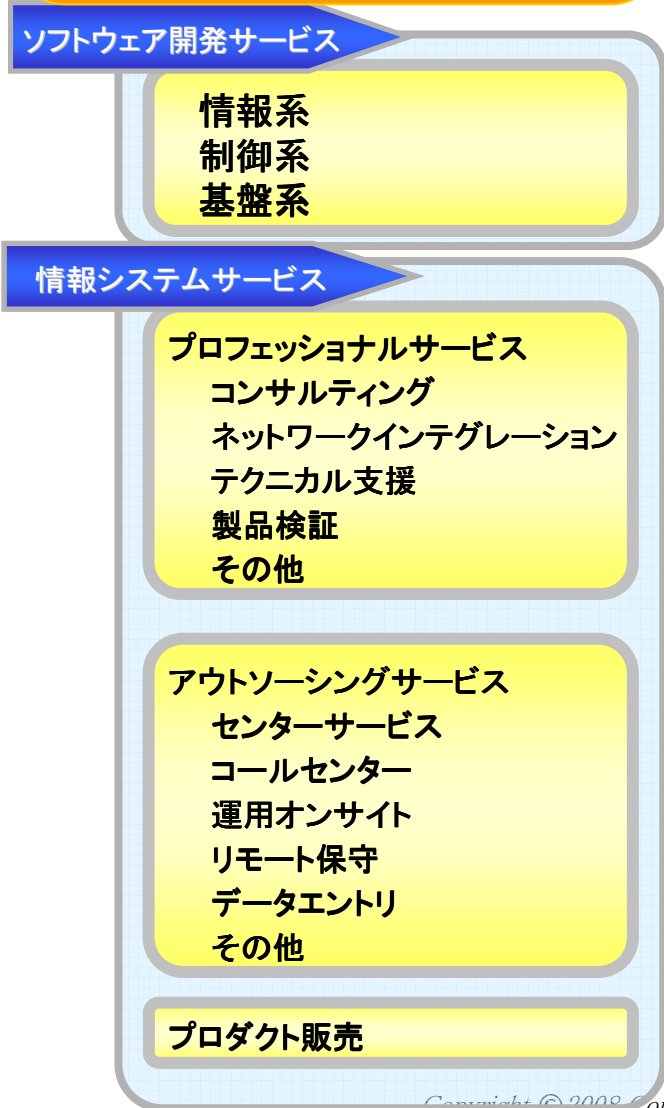 ソフトウェア開発サービス
情報系
制御系
基盤系
情報システムサービス
プロフェッショナルサービス
コンサルティング
ネットワークインテグレーション
テクニカル支援
製品検証
その他
アウトソーシングサービス
センターサービス
コールセンター
運用オンサイト
リモート保守
データエントリ
その他
プロダクト販売
Copyright © 2008